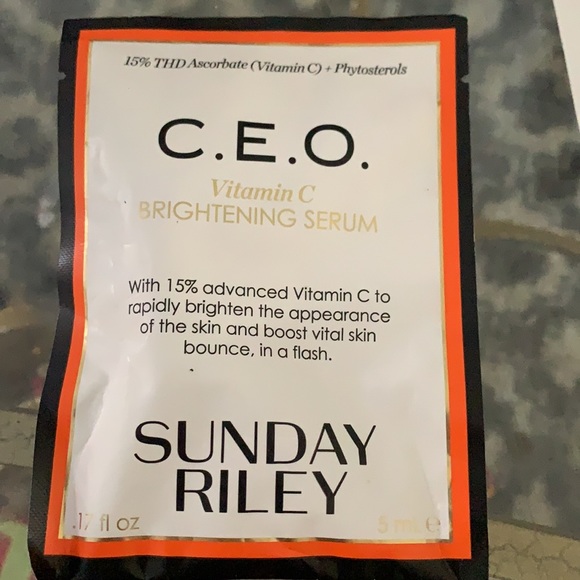 15% THD Ascorbate (Vitamin C) + Phytosterols
C.E.O.
Vitamin C
BRIGHTENING SERUM
With 15% advanced Vitamin C to
rapidly brighten the appearance
of the skin and boost vital skin
bounce, in a flash.
SUNDAY
RILEY
.17 fl oz 5 mL ℮